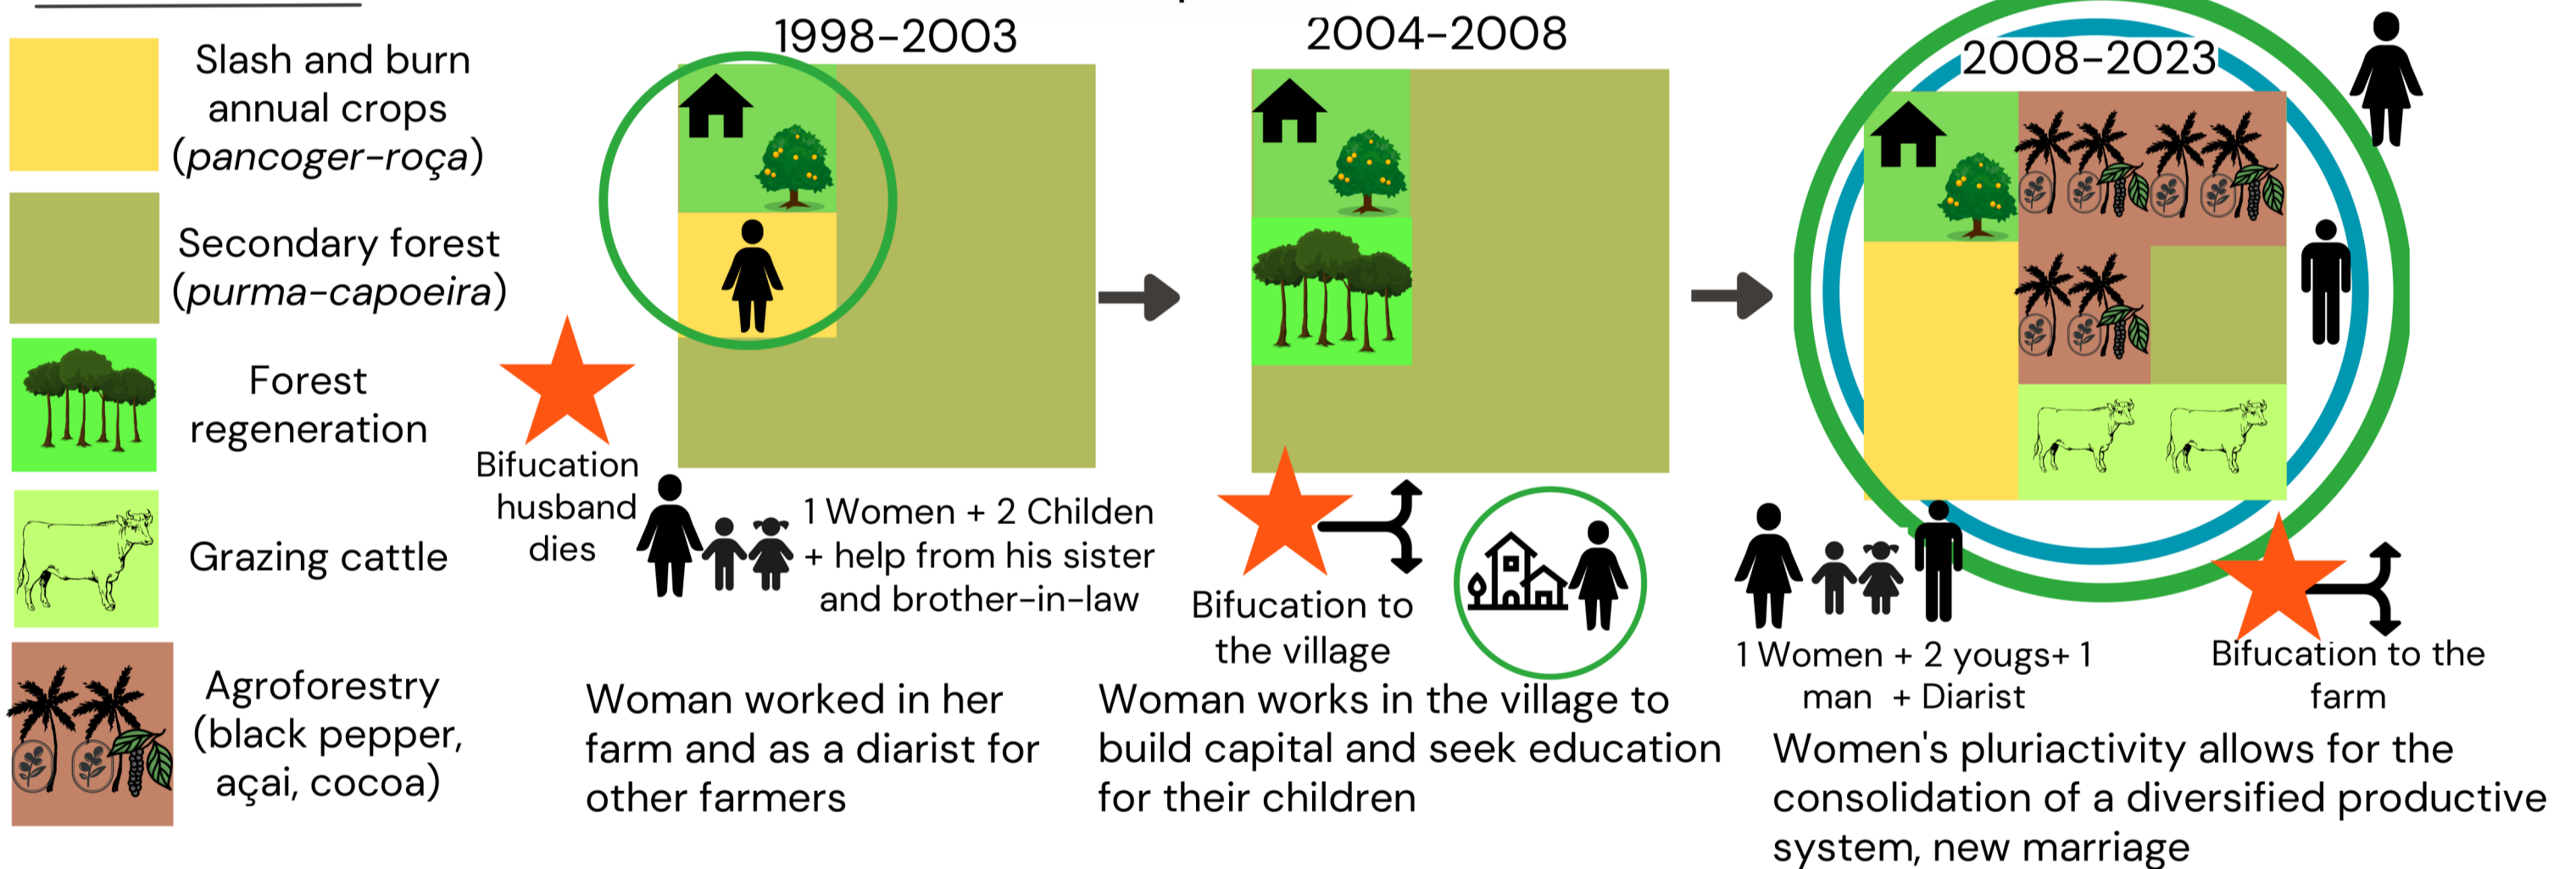 Slash and burn
annual crops
(pancoger-roça)
Secondary forest
(purma-capoeira)
Forest
regeneration
Grazing cattle
Agroforestry
(black pepper,
açai, cocoa)
1998-2003
Bifucation
husband
dies
1 Women + 2 Childen
+ help from his sister
and brother-in-law
Woman worked in her
farm and as a diarist for
other farmers
2004-2008
Bifucation to
the village
Woman works in the village to
build capital and seek education
for their children
2008-2023
1 Women + 2 yougs+ 1
man + Diarist
Bifucation to the
farm
Women's pluriactivity allows for the
consolidation of a diversified productive
system, new marriage